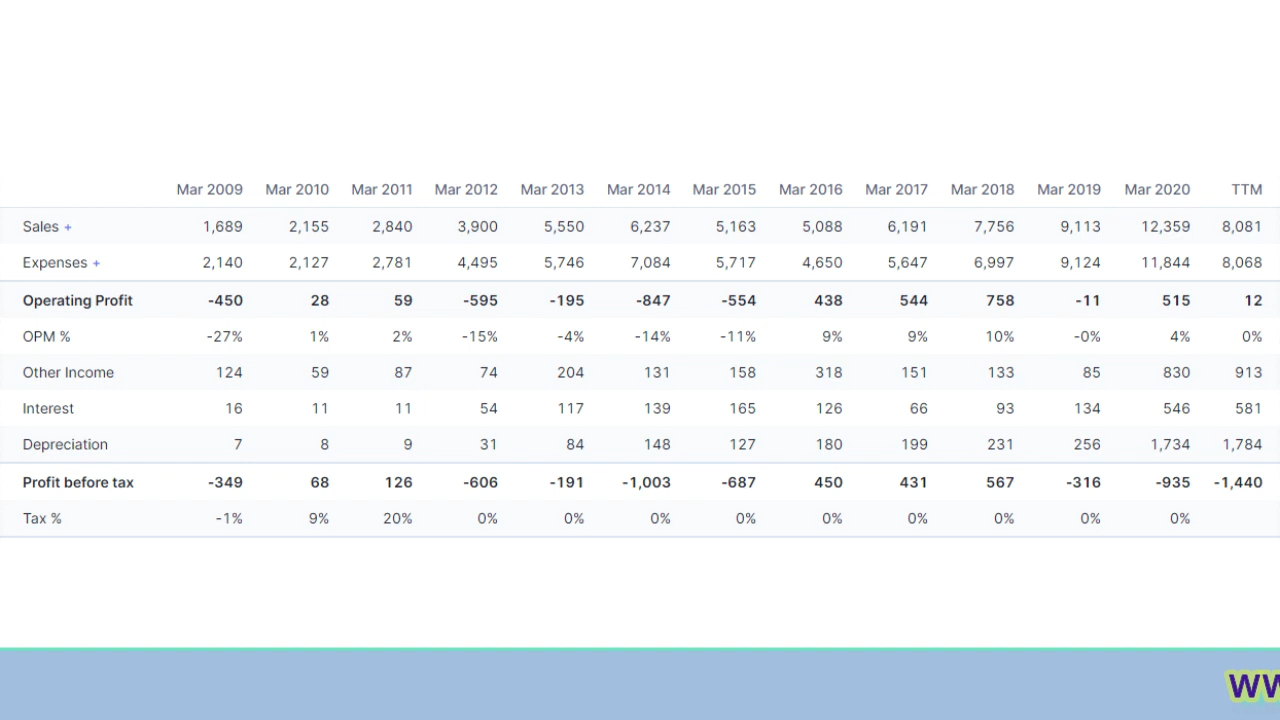 Mar 2009 Mar 2010 Mar 2011 Mar 2012 Mar 2013 Mar 2014 Mar 2015 Mar 2016 Mar 2017 Mar 2018 Mar 2019 Mar 2020 TTM
Sales + 1,689 2,155 2,840 3,900 5,550 6,237 5,163 5,088 6,191 7,756 9,113 12,359 8,081
Expenses + 2,140 2,127 2,781 4,495 5,746 7,084 5,717 4,650 5,647 6,997 9,124 11,844 8,068
Operating Profit -450 28 59 -595 -195 -847 -554 438 544 758 -11 515 12
OPM % -27% 1% 2% -15% -4% -14% -11% 9% 9% 10% -0% 4% 0%
Other Income 124 59 87 74 204 131 158 318 151 133 85 830 913
Interest 16 11 11 54 117 139 165 126 66 93 134 546 581
Depreciation 7 8 9 31 84 148 127 180 199 231 256 1,734 1,784
Profit before tax -349 68 126 -606 -191 -1,003 -687 450 431 567 -316 -935 -1,440
Tax % -1% 9% 20% 0% 0% 0% 0% 0% 0% 0% 0% 0%